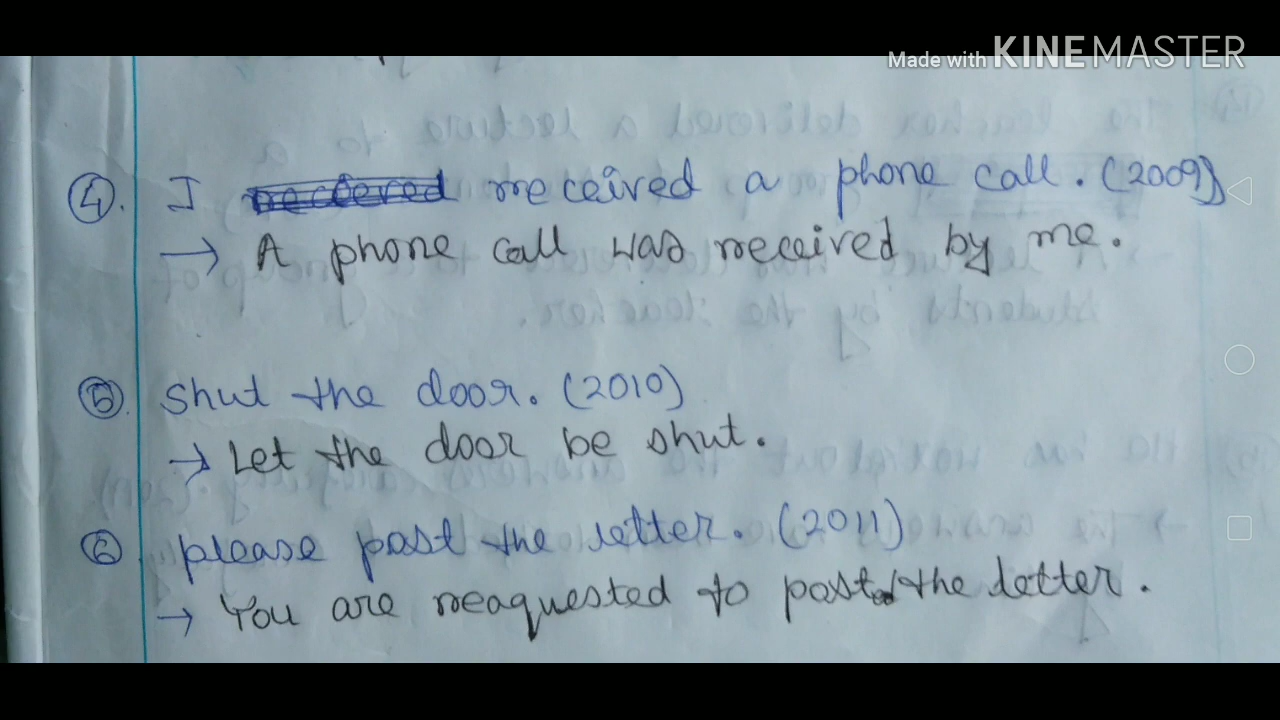 Made with KINEMASTER
④. I received a phone call. (2009)
→ A phone call was received by me.
⑤. Shut the door. (2010)
→ Let the door be shut.
⑥ please post the letter. (2011)
→ You are reaquested to post the letter.